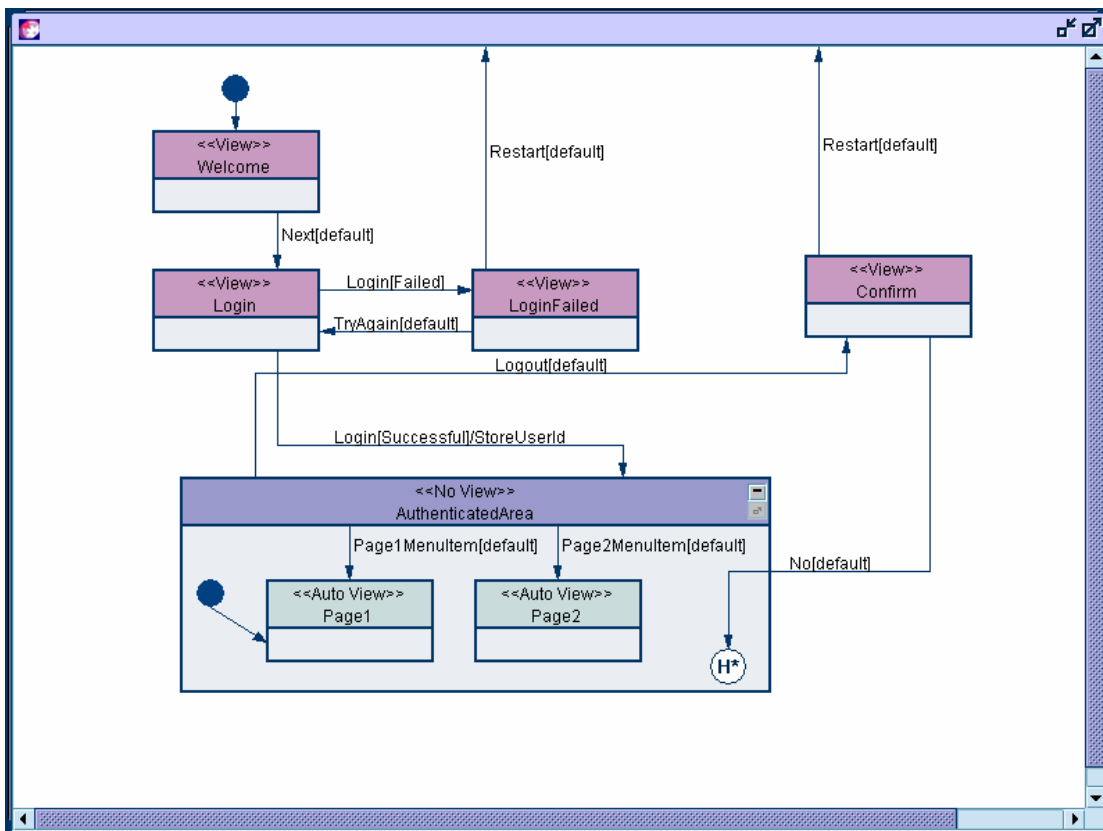 Restart[default]
Restart[default]
<<View>>
Welcome
Next[default]
<<View>>
Login
Login[Failed]
TryAgain[default]
<<View>>
LoginFailed
<<View>>
Confirm
Logout[default]
Login[Successful]/StoreUserId
<<No View>>
AuthenticatedArea
Page1MenuItem[default]
Page2MenuItem[default]
No[default]
<<Auto View>>
Page1
<<Auto View>>
Page2
H*